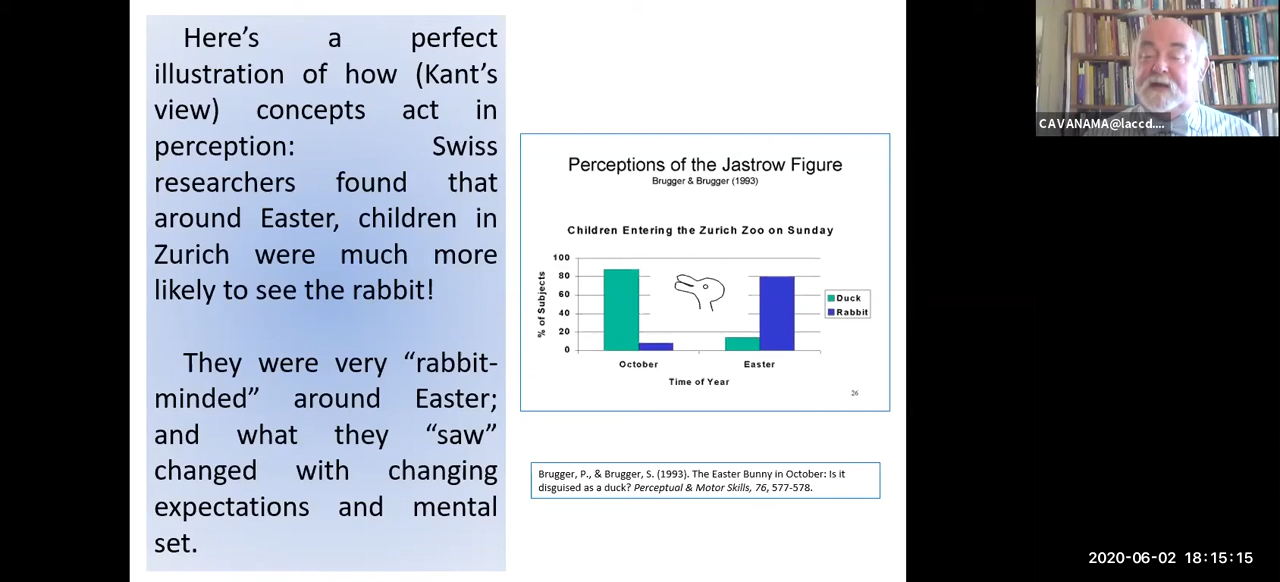 Here's a perfect
illustration of how (Kant's
view) concepts act in
perception: Swiss
researchers found that
around Easter, children in
Zurich were much more
likely to see the rabbit!
They were very “rabbit-
minded” around Easter;
and what they “saw”
changed with changing
expectations and mental
set.
Perceptions of the Jastrow Figure
Brugger & Brugger (1993)
Children Entering the Zurich Zoo on Sunday
% of Subjects
100
80
60
40
20
0
October
Easter
Time of Year
Duck
Rabbit
26
Brugger, P., & Brugger, S. (1993). The Easter Bunny in October: Is it
disguised as a duck? Perceptual & Motor Skills, 76, 577-578.
CAVANAMA@laccd....
2020-06-02 18:15:15